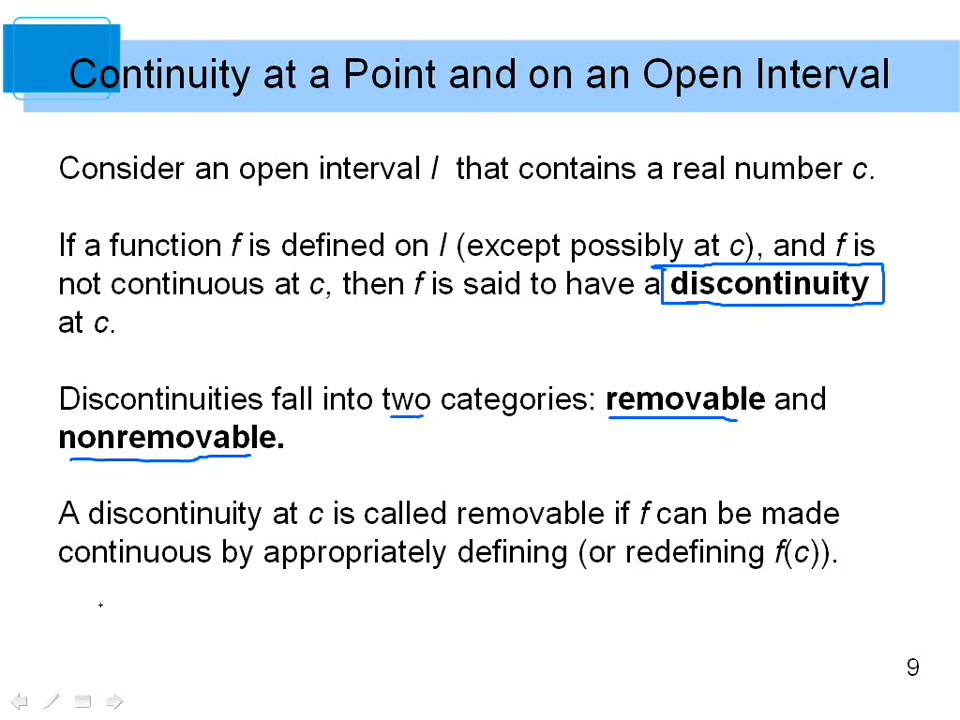 Continuity at a Point and on an Open Interval
Consider an open interval I that contains a real number c.
If a function f is defined on I (except possibly at c), and f is
not continuous at c, then f is said to have a discontinuity
at c.
Discontinuities fall into two categories: removable and
nonremovable.
A discontinuity at c is called removable if f can be made
continuous by appropriately defining (or redefining f(c)).
9